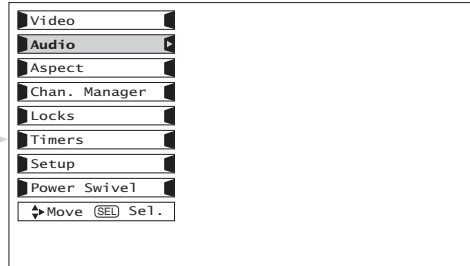 Video
Audio
Aspect
Chan. Manager
Locks
Timers
Setup
Power Swivel
Move SEL Sel.